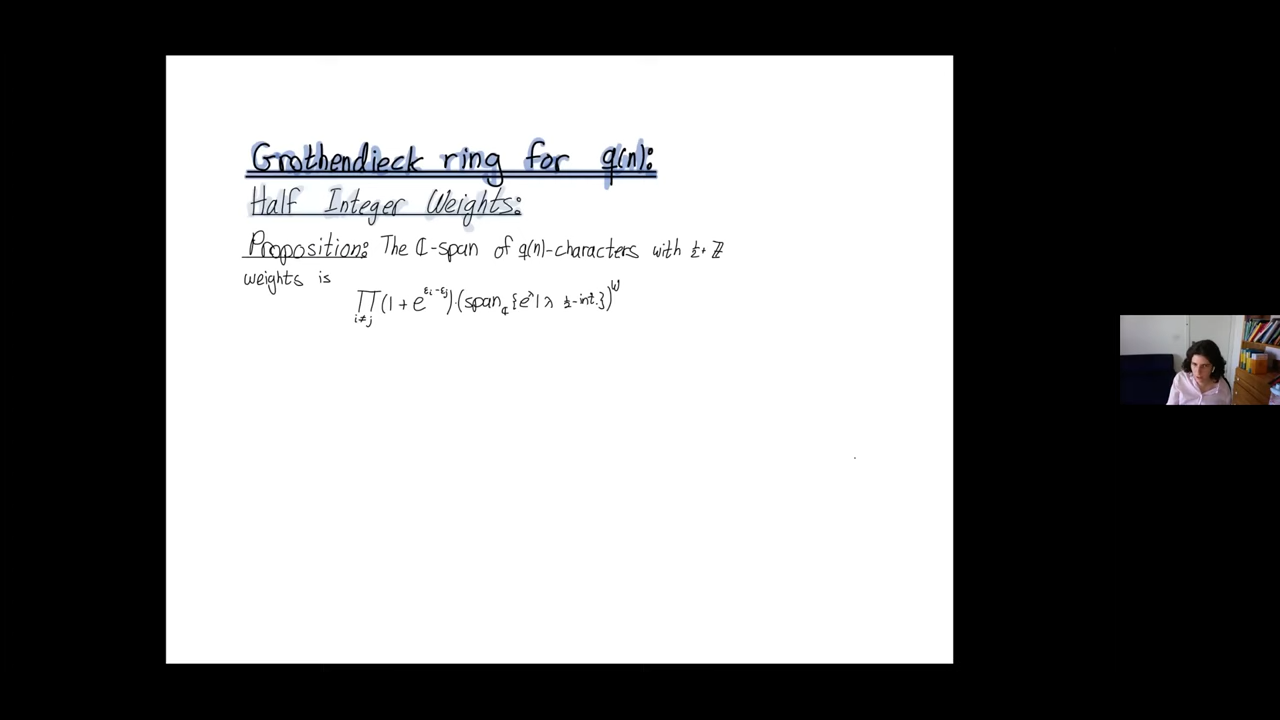 Grothendieck ring for q(n):
Half Integer Weights:
Proposition: The ℂ-span of q(n)-characters with ½+ℤ
weights is
∏_{i≠j} (1 + e^{ε_i-ε_j})·(span_ℂ {e^λ | λ ½-int.})^W